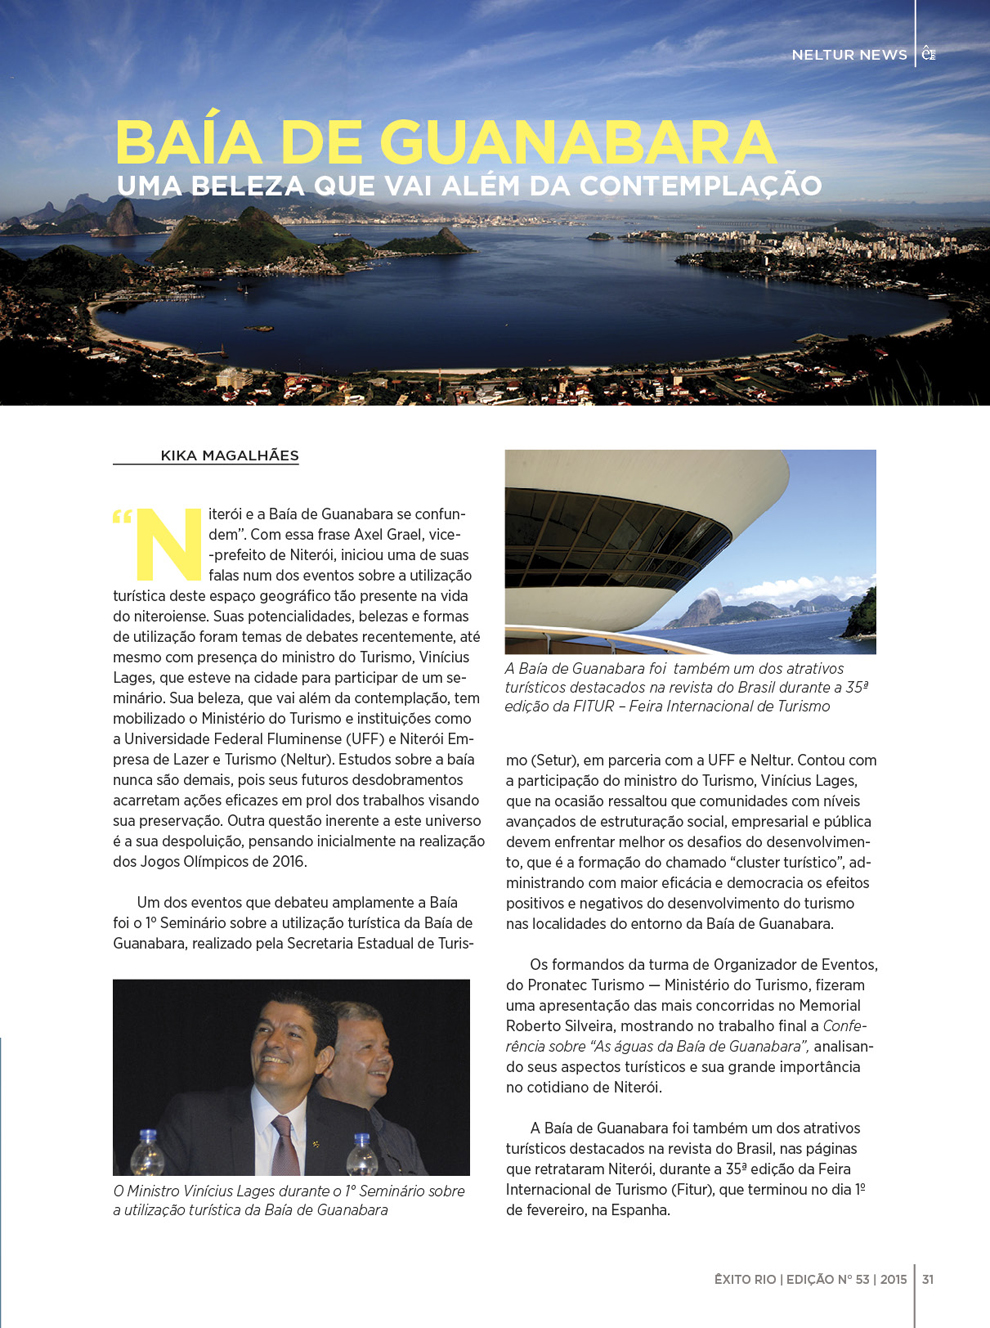 NELTUR NEWS
BAÍA DE GUANABARA
UMA BELEZA QUE VAI ALÉM DA CONTEMPLAÇÃO
KIKA MAGALHÃES
“Niterói e a Baía de Guanabara se confun-
dem”. Com essa frase Axel Grael, vice-
-prefeito de Niterói, iniciou uma de suas
falas num dos eventos sobre a utilização
turística deste espaço geográfico tão presente na vida
do niteroiense. Suas potencialidades, belezas e formas
de utilização foram temas de debates recentemente, até
mesmo com presença do ministro do Turismo, Vinícius
Lages, que esteve na cidade para participar de um se-
minário. Sua beleza, que vai além da contemplação, tem
mobilizado o Ministério do Turismo e instituições como
a Universidade Federal Fluminense (UFF) e Niterói Em-
presa de Lazer e Turismo (Neltur). Estudos sobre a baía
nunca são demais, pois seus futuros desdobramentos
acarretam ações eficazes em prol dos trabalhos visando
sua preservação. Outra questão inerente a este universo
é a sua despoluição, pensando inicialmente na realização
dos Jogos Olímpicos de 2016.
Um dos eventos que debateu amplamente a Baía
foi o 1º Seminário sobre a utilização turística da Baía de
Guanabara, realizado pela Secretaria Estadual de Turis-
O Ministro Vinícius Lages durante o 1° Seminário sobre
a utilização turística da Baía de Guanabara
A Baía de Guanabara foi também um dos atrativos
turísticos destacados na revista do Brasil durante a 35ª
edição da FITUR – Feira Internacional de Turismo
mo (Setur), em parceria com a UFF e Neltur. Contou com
a participação do ministro do Turismo, Vinícius Lages,
que na ocasião ressaltou que comunidades com níveis
avançados de estruturação social, empresarial e pública
devem enfrentar melhor os desafios do desenvolvimen-
to, que é a formação do chamado “cluster turístico”, ad-
ministrando com maior eficácia e democracia os efeitos
positivos e negativos do desenvolvimento do turismo
nas localidades do entorno da Baía de Guanabara.
Os formandos da turma de Organizador de Eventos,
do Pronatec Turismo — Ministério do Turismo, fizeram
uma apresentação das mais concorridas no Memorial
Roberto Silveira, mostrando no trabalho final a Confe-
rência sobre “As águas da Baía de Guanabara”, analisan-
do seus aspectos turísticos e sua grande importância
no cotidiano de Niterói.
A Baía de Guanabara foi também um dos atrativos
turísticos destacados na revista do Brasil, nas páginas
que retrataram Niterói, durante a 35ª edição da Feira
Internacional de Turismo (Fitur), que terminou no dia 1º
de fevereiro, na Espanha.
ÊXITO RIO | EDIÇÃO N° 53 | 2015 31